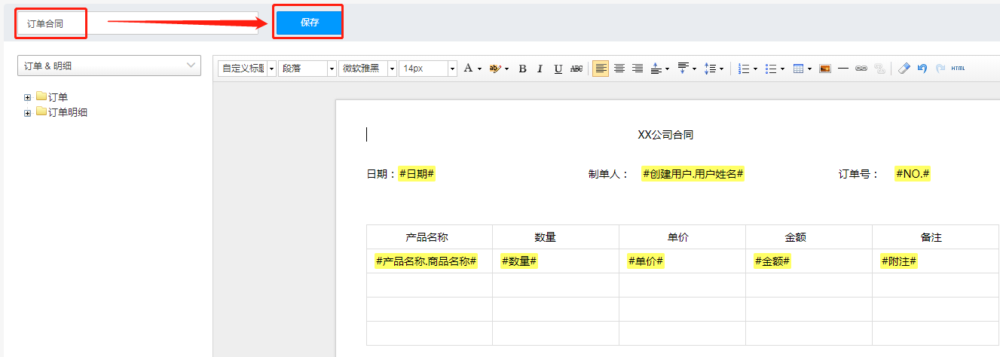 订单合同 保存
订单 & 明细
自定义标题 段落 微软雅黑 14px A ab B I U ABC HTML
订单
订单明细
XX公司合同
日期：#日期# 制单人： #创建用户.用户姓名# 订单号： #NO.#
产品名称 数量 单价 金额 备注
#产品名称.商品名称# #数量# #单价# #金额# #附注#